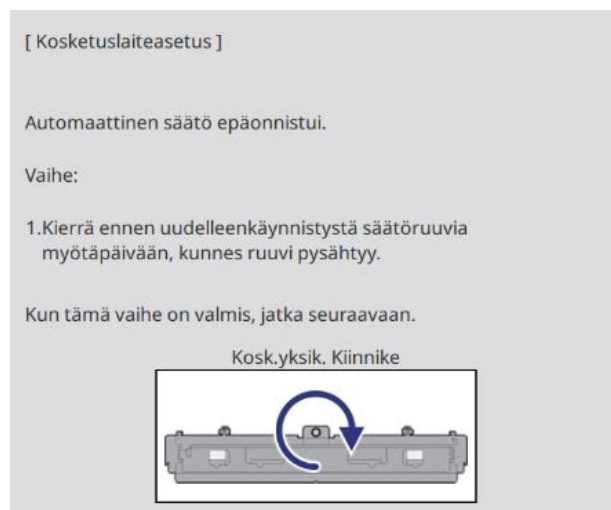 [ Kosketuslaiteasetus ]
Automaattinen säätö epäonnistui.
Vaihe:
1.Kierrä ennen uudelleenkäynnistystä säätöruuvia
myötäpäivään, kunnes ruuvi pysähtyy.
Kun tämä vaihe on valmis, jatka seuraavaan.
Kosk.yksik. Kiinnike